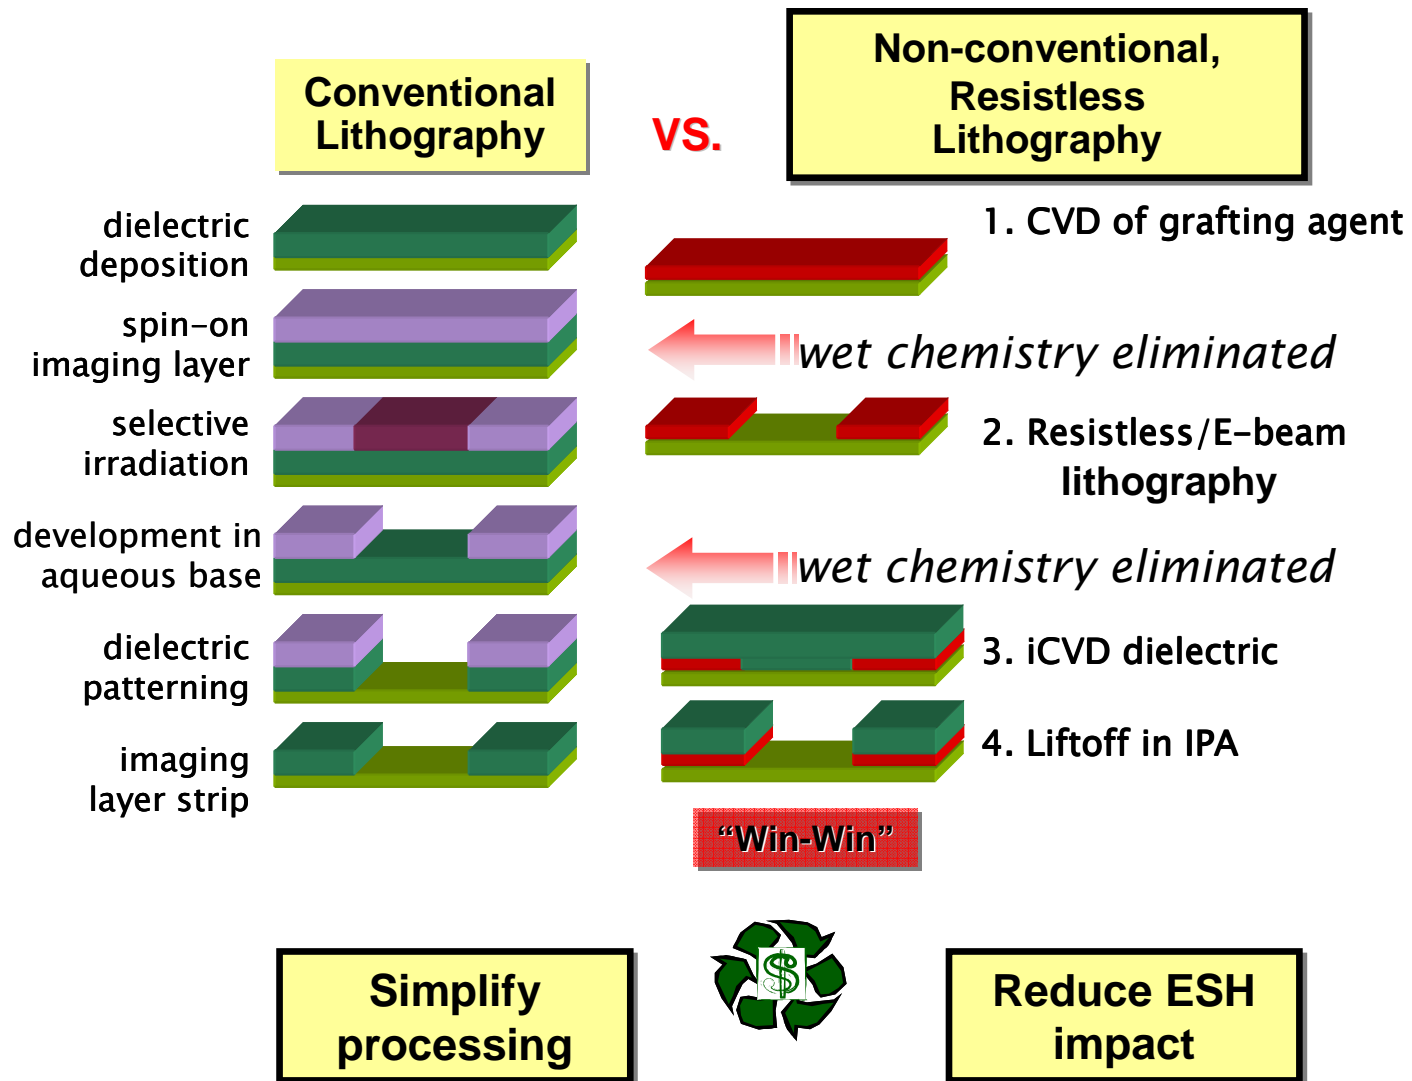 Conventional
Lithography
VS.
Non-conventional,
Resistless
Lithography
dielectric
deposition
spin-on
imaging layer
selective
irradiation
development in
aqueous base
dielectric
patterning
imaging
layer strip
1. CVD of grafting agent
wet chemistry eliminated
2. Resistless/E-beam
lithography
wet chemistry eliminated
3. iCVD dielectric
4. Liftoff in IPA
“Win-Win”
Simplify
processing
$
Reduce ESH
impact